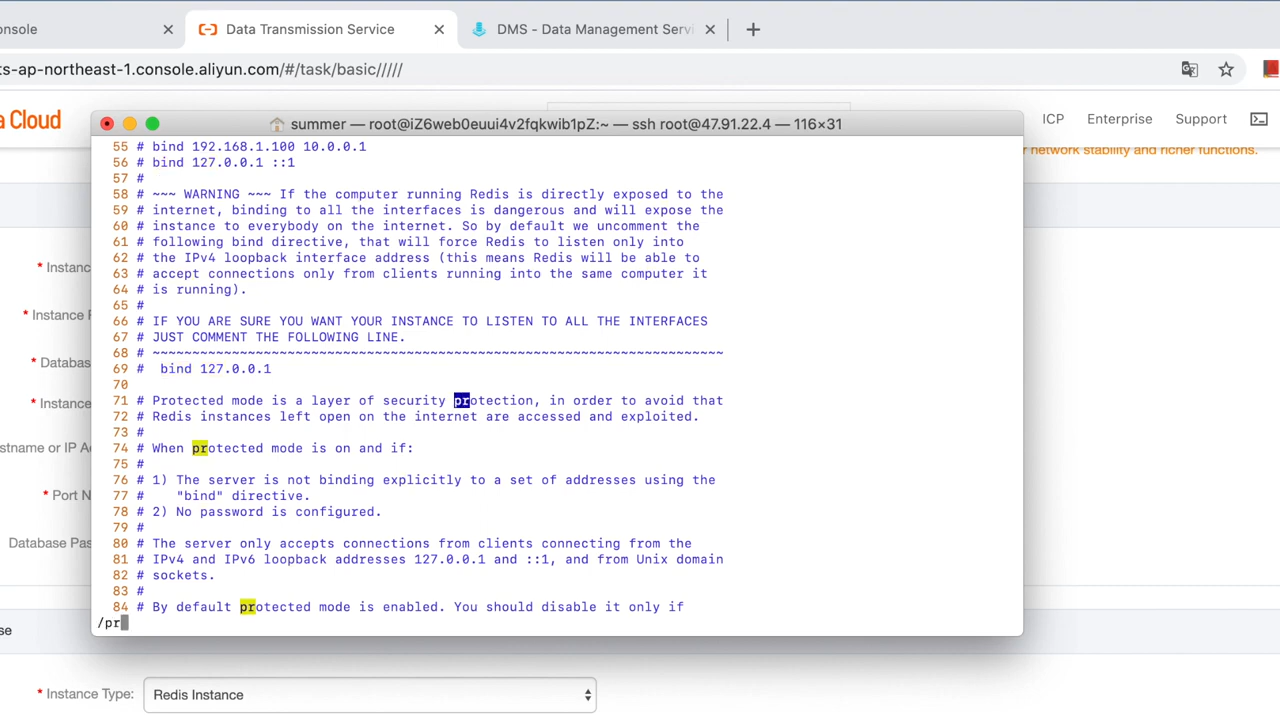 onsole
Data Transmission Service
DMS - Data Management Servi
ts-ap-northeast-1.console.aliyun.com/#/task/basic/////
a Cloud
ICP
Enterprise
Support
r network stability and richer functions.
summer — root@iZ6web0euui4v2fqkwib1pZ:~ — ssh root@47.91.22.4 — 116×31
55 # bind 192.168.1.100 10.0.0.1
56 # bind 127.0.0.1 ::1
57 #
58 # ~~~ WARNING ~~~ If the computer running Redis is directly exposed to the
59 # internet, binding to all the interfaces is dangerous and will expose the
60 # instance to everybody on the internet. So by default we uncomment the
61 # following bind directive, that will force Redis to listen only into
62 # the IPv4 loopback interface address (this means Redis will be able to
63 # accept connections only from clients running into the same computer it
64 # is running).
65 #
66 # IF YOU ARE SURE YOU WANT YOUR INSTANCE TO LISTEN TO ALL THE INTERFACES
67 # JUST COMMENT THE FOLLOWING LINE.
68 # ~~~~~~~~~~~~~~~~~~~~~~~~~~~~~~~~~~~~~~~~~~~~~~~~~~~~~~~~~~~~~~~~~~~~~~~~
69 #  bind 127.0.0.1
70
71 # Protected mode is a layer of security protection, in order to avoid that
72 # Redis instances left open on the internet are accessed and exploited.
73 #
74 # When protected mode is on and if:
75 #
76 # 1) The server is not binding explicitly to a set of addresses using the
77 #    "bind" directive.
78 # 2) No password is configured.
79 #
80 # The server only accepts connections from clients connecting from the
81 # IPv4 and IPv6 loopback addresses 127.0.0.1 and ::1, and from Unix domain
82 # sockets.
83 #
84 # By default protected mode is enabled. You should disable it only if
/pr
* Instanc
* Instance R
* Databas
* Instanc
stname or IP Ad
* Port N
Database Pas
se
* Instance Type:
Redis Instance